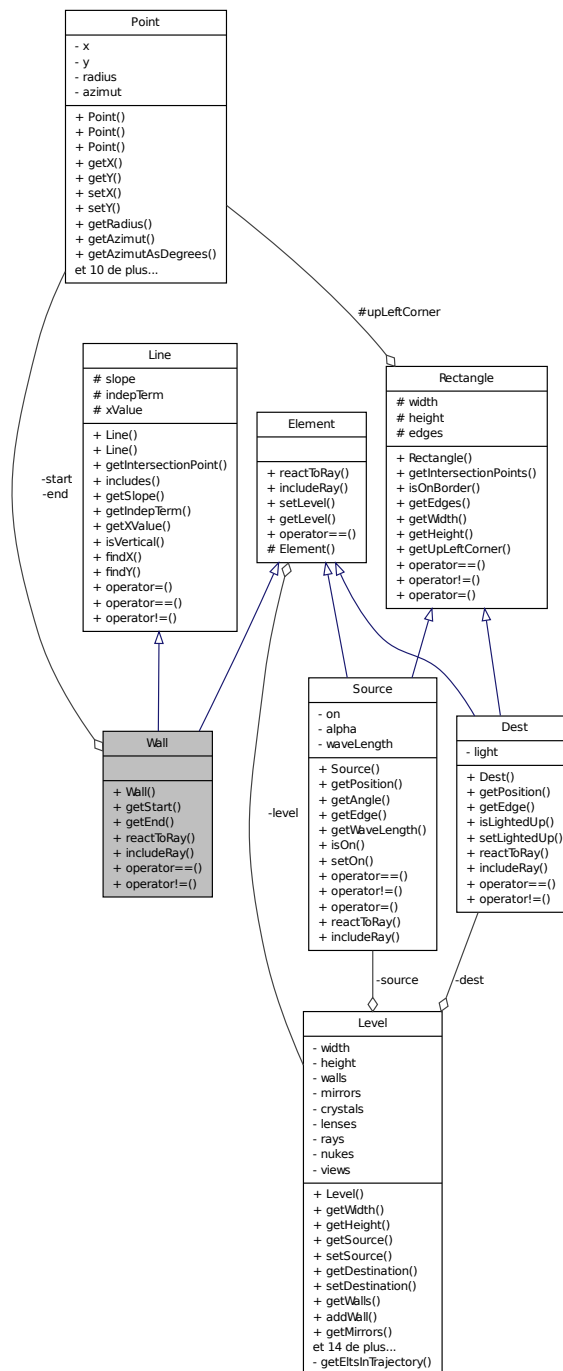 Point
- x
- y
- radius
- azimut
+ Point()
+ Point()
+ Point()
+ getX()
+ getY()
+ setX()
+ setY()
+ getRadius()
+ getAzimut()
+ getAzimutAsDegrees()
et 10 de plus...
#upLeftCorner
-start
-end
Line
# slope
# indepTerm
# xValue
+ Line()
+ Line()
+ getIntersectionPoint()
+ includes()
+ getSlope()
+ getIndepTerm()
+ getXValue()
+ isVertical()
+ findX()
+ findY()
+ operator=()
+ operator==()
+ operator!=()
Element
+ reactToRay()
+ includeRay()
+ setLevel()
+ getLevel()
+ operator==()
# Element()
Rectangle
# width
# height
# edges
+ Rectangle()
+ getIntersectionPoints()
+ isOnBorder()
+ getEdges()
+ getWidth()
+ getHeight()
+ getUpLeftCorner()
+ operator==()
+ operator!=()
+ operator=()
Wall
+ Wall()
+ getStart()
+ getEnd()
+ reactToRay()
+ includeRay()
+ operator==()
+ operator!=()
-level
Source
- on
- alpha
- waveLength
+ Source()
+ getPosition()
+ getAngle()
+ getEdge()
+ getWaveLength()
+ isOn()
+ setOn()
+ operator==()
+ operator!=()
+ operator=()
+ reactToRay()
+ includeRay()
Dest
- light
+ Dest()
+ getPosition()
+ getEdge()
+ isLightedUp()
+ setLightedUp()
+ reactToRay()
+ includeRay()
+ operator==()
+ operator!=()
-source
-dest
Level
- width
- height
- walls
- mirrors
- crystals
- lenses
- rays
- nukes
- views
+ Level()
+ getWidth()
+ getHeight()
+ getSource()
+ setSource()
+ getDestination()
+ setDestination()
+ getWalls()
+ addWall()
+ getMirrors()
et 14 de plus...
- getEltsInTrajectory()